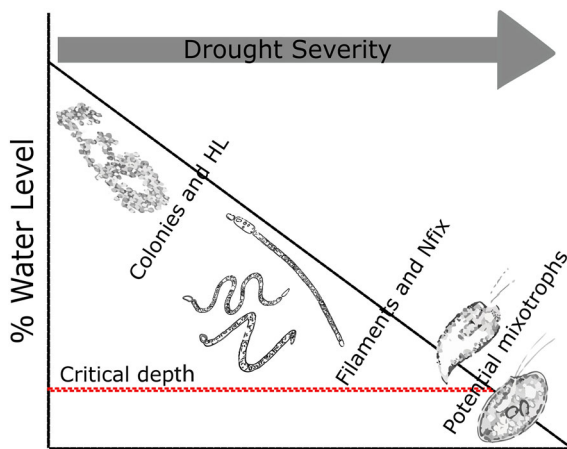 Drought Severity
% Water Level
Colonies and HL
Filaments and Nfix
Potential mixotrophs
Critical depth